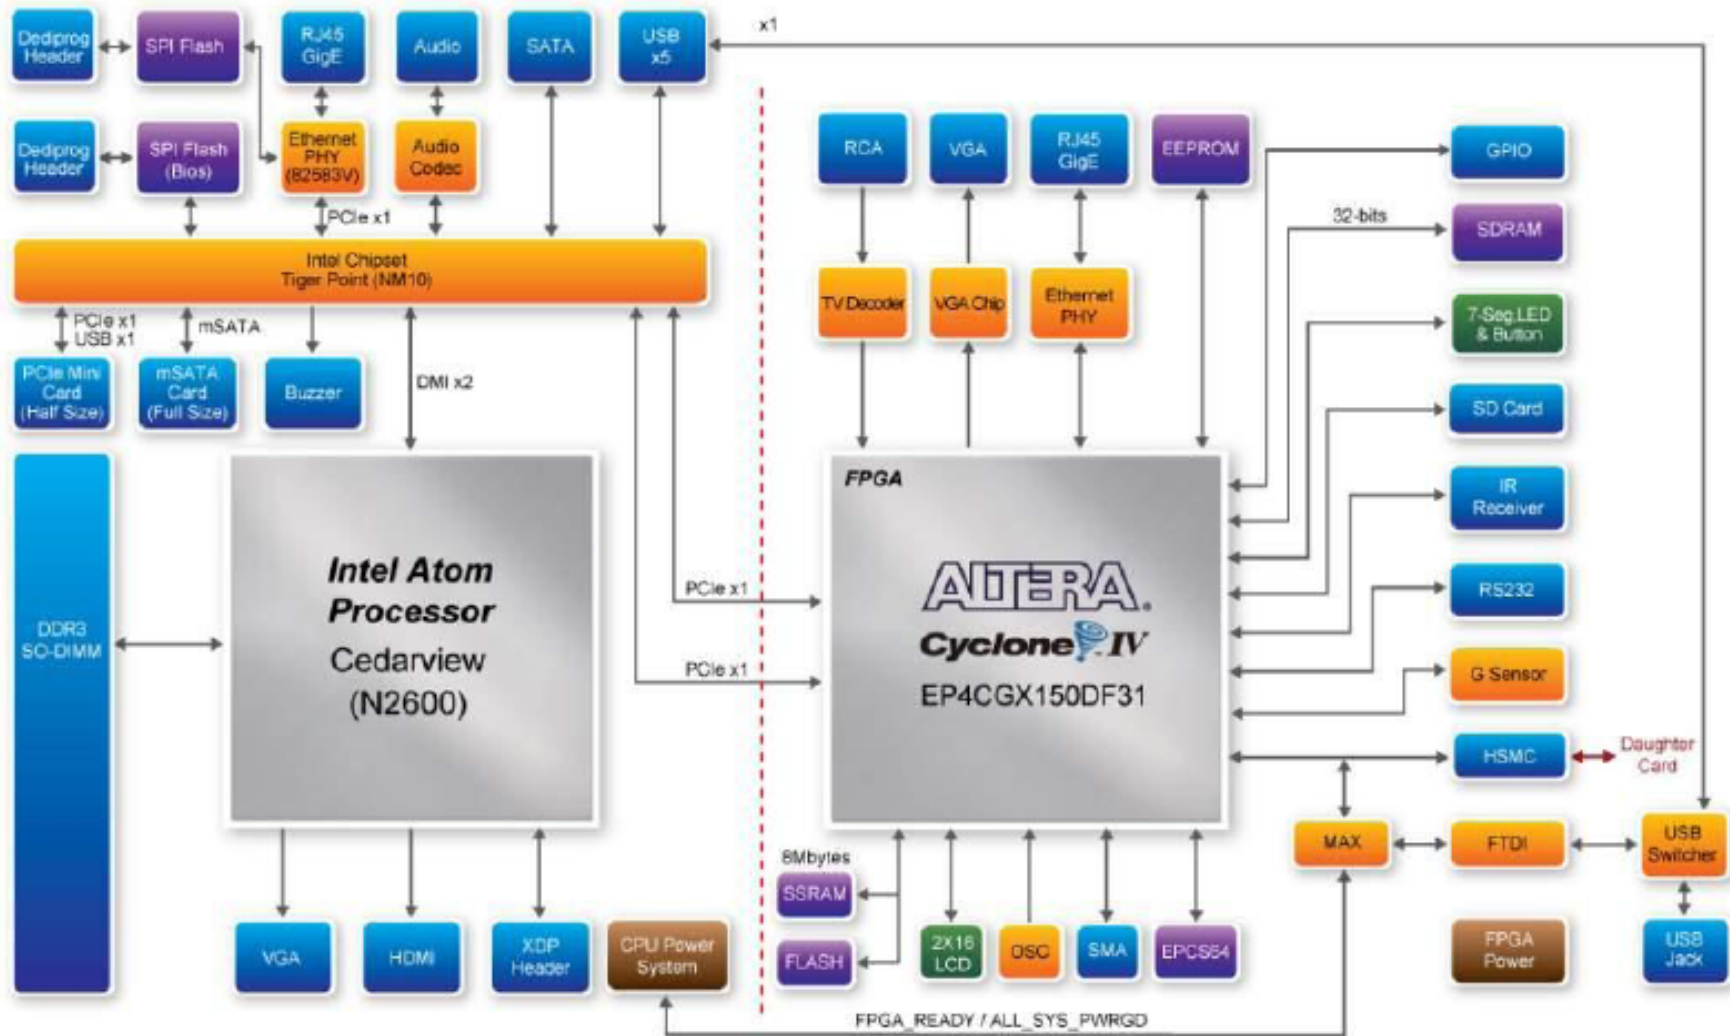 x1
Dediprog
Header
SPI Flash
RJ45
GigE
Audio
SATA
USB
x5
Dediprog
Header
SPI Flash
(Bios)
Ethernet
PHY
(82583V)
Audio
Codec
PCIe x1
Intel Chipset
Tiger Point (NM10)
PCIe x1
USB x1
mSATA
PCIe Mini
Card
(Half Size)
mSATA
Card
(Full Size)
Buzzer
DMI x2
DDR3
SO-DIMM
Intel Atom
Processor
Cedarview
(N2600)
PCIe x1
PCIe x1
VGA
HDMI
XDP
Header
CPU Power
System
RCA
VGA
RJ45
GigE
EEPROM
TV Decoder
VGA Chip
Ethernet
PHY
FPGA
ALTERA.
Cyclone IV
EP4CGX150DF31
GPIO
32-bits
SDRAM
7-Seg.LED
& Button
SD Card
IR
Receiver
RS232
G Sensor
HSMC
Daughter
Card
MAX
FTDI
USB
Switcher
8Mbytes
SSRAM
FLASH
2X16
LCD
OSC
SMA
EPCS64
FPGA
Power
USB
Jack
FPGA_READY / ALL_SYS_PWRGD